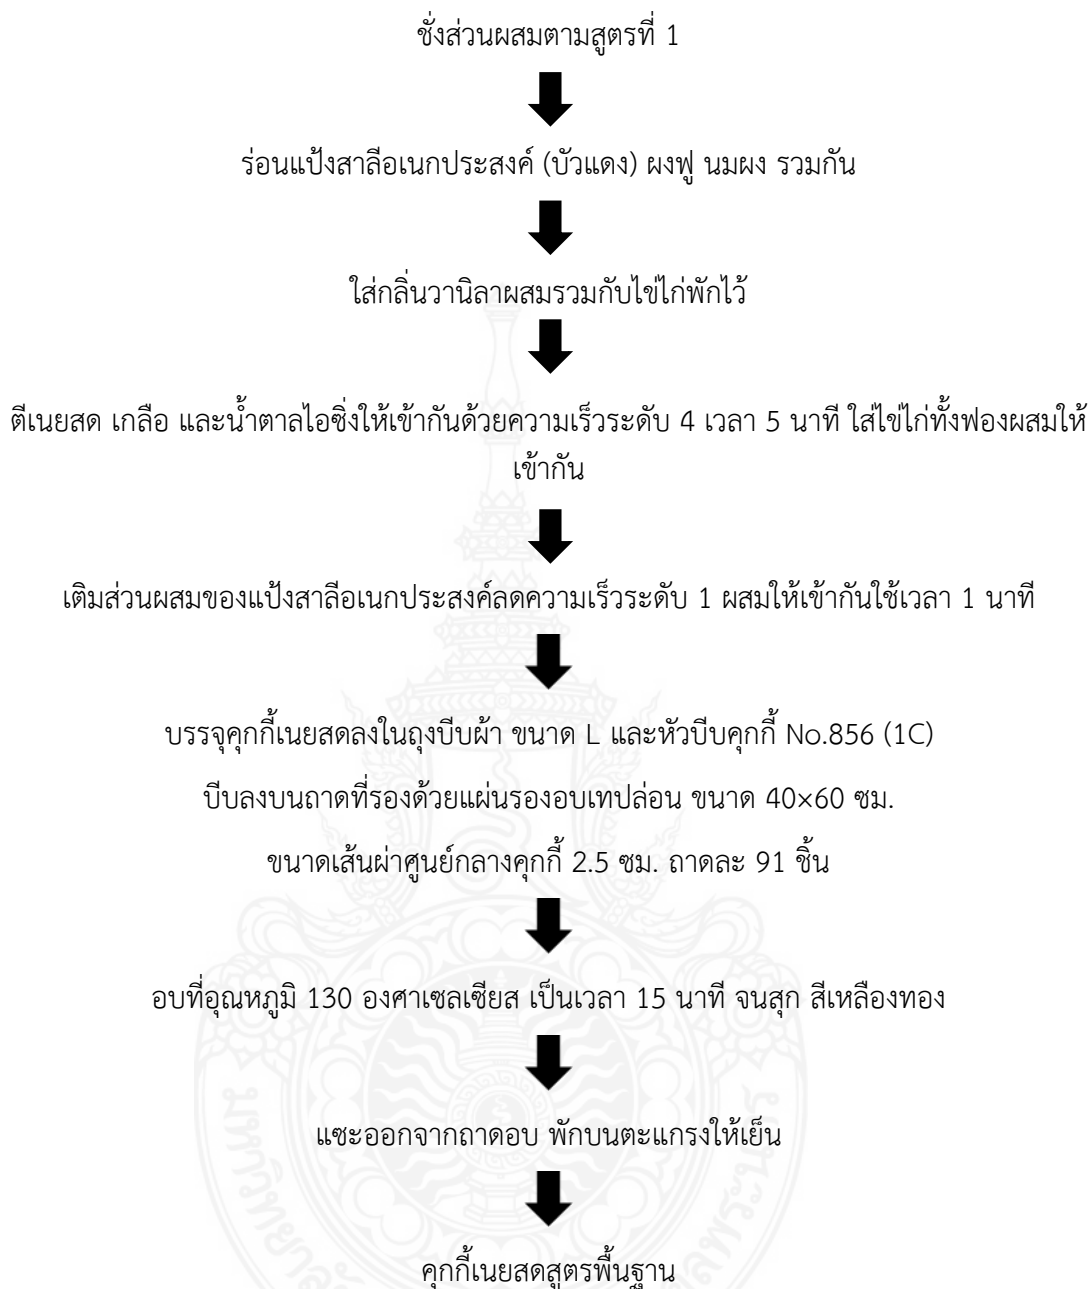 ชั่งส่วนผสมตามสูตรที่ 1
ร่อนแป้งสาลีอเนกประสงค์ (บัวแดง) ผงฟู นมผง รวมกัน
ใส่กลิ่นวานิลาผสมรวมกับไข่ไก่พักไว้
ตีเนยสด เกลือ และน้ำตาลไอซิ่งให้เข้ากันด้วยความเร็วระดับ 4 เวลา 5 นาที ใส่ไข่ไก่ทั้งฟองผสมให้
เข้ากัน
เติมส่วนผสมของแป้งสาลีอเนกประสงค์ลดความเร็วระดับ 1 ผสมให้เข้ากันใช้เวลา 1 นาที
บรรจุคุกกี้เนยสดลงในถุงบีบผ้า ขนาด L และหัวบีบคุกกี้ No.856 (1C)
บีบลงบนถาดที่รองด้วยแผ่นรองอบเทปล่อน ขนาด 40×60 ซม.
ขนาดเส้นผ่าศูนย์กลางคุกกี้ 2.5 ซม. ถาดละ 91 ชิ้น
อบที่อุณหภูมิ 130 องศาเซลเซียส เป็นเวลา 15 นาที จนสุก สีเหลืองทอง
แซะออกจากถาดอบ พักบนตะแกรงให้เย็น
คุกกี้เนยสดสูตรพื้นฐาน